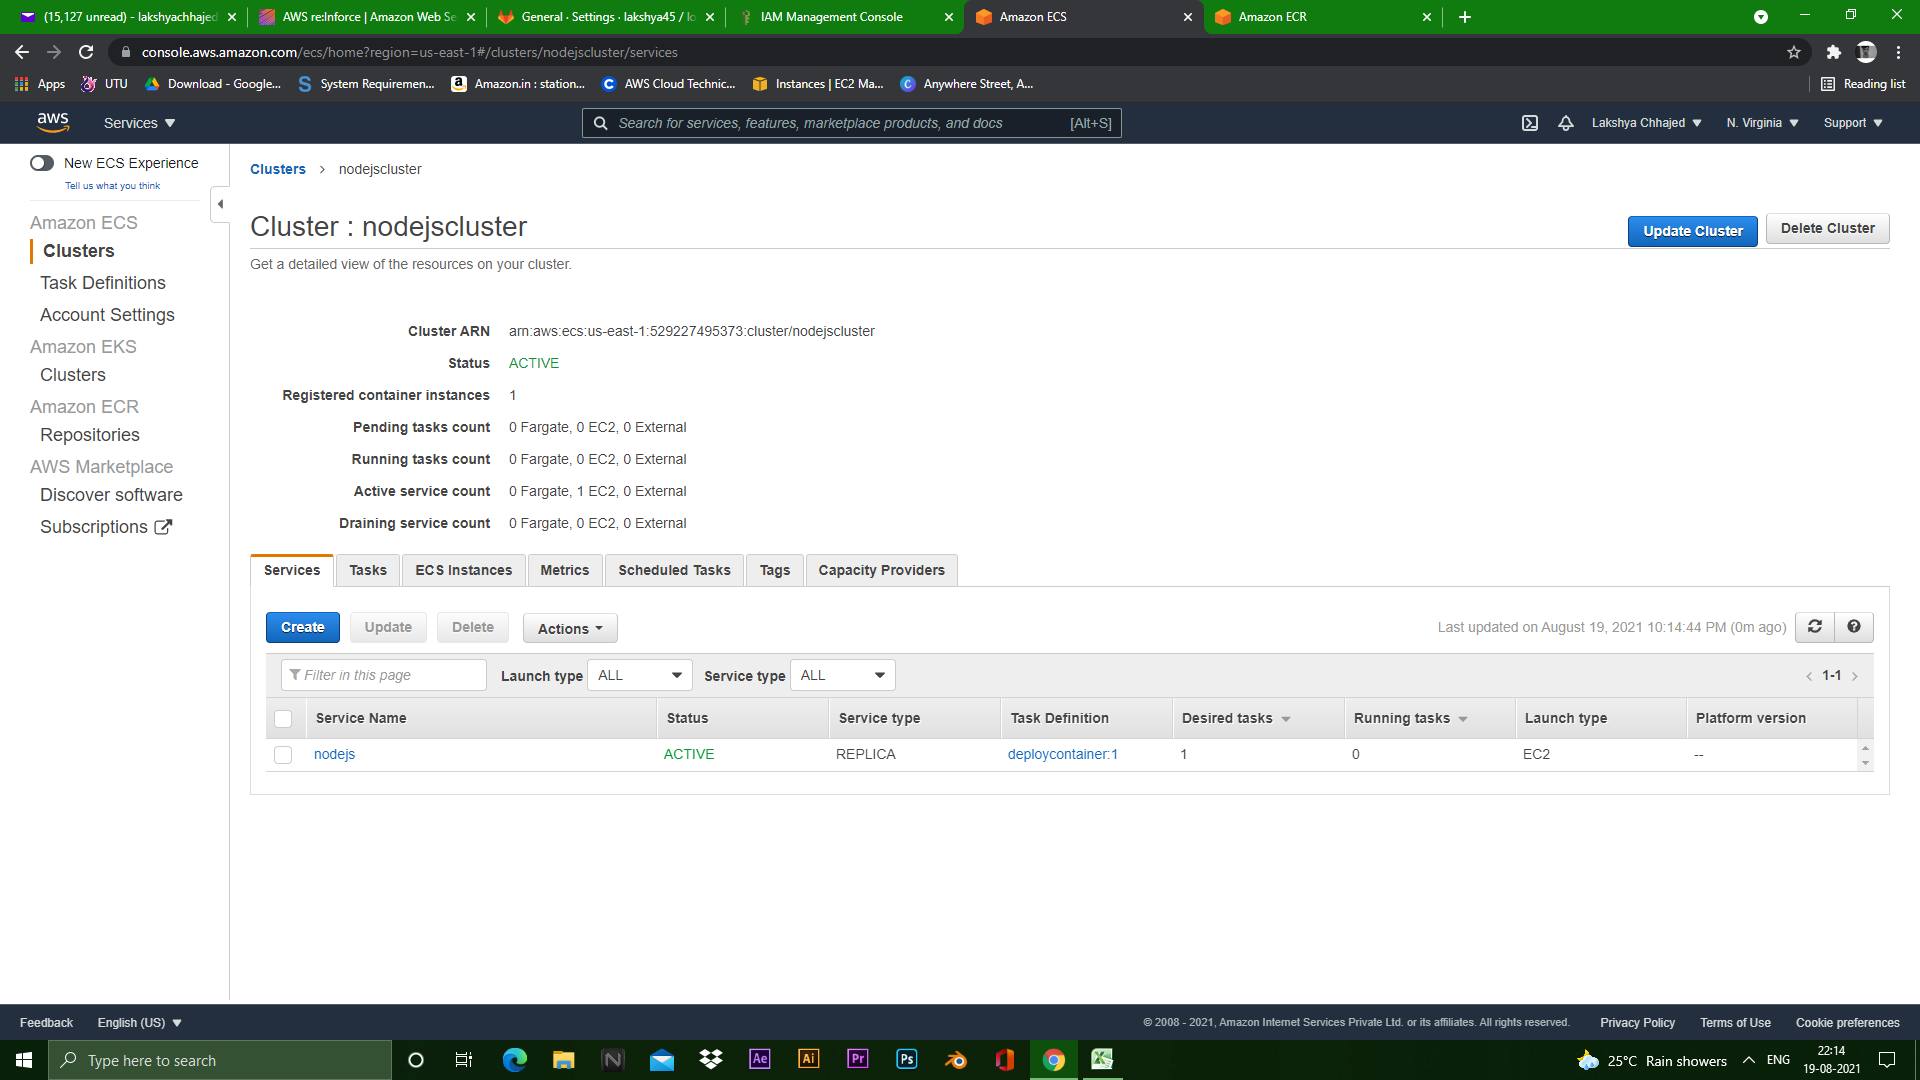 (15,127 unread) - lakshyachhajed
AWS re:Inforce | Amazon Web Se
General · Settings · lakshya45 / lo
IAM Management Console
Amazon ECS
Amazon ECR
console.aws.amazon.com/ecs/home?region=us-east-1#/clusters/nodejscluster/services
Apps
UTU
Download - Google...
System Requiremen...
Amazon.in : station...
AWS Cloud Technic...
Instances | EC2 Ma...
Anywhere Street, A...
Reading list
aws
Services
Search for services, features, marketplace products, and docs
[Alt+S]
Lakshya Chhajed
N. Virginia
Support
New ECS Experience
Tell us what you think
Amazon ECS
Clusters
Task Definitions
Account Settings
Amazon EKS
Clusters
Amazon ECR
Repositories
AWS Marketplace
Discover software
Subscriptions
Clusters > nodejscluster
Cluster : nodejscluster
Update Cluster
Delete Cluster
Get a detailed view of the resources on your cluster.
Cluster ARN arn:aws:ecs:us-east-1:529227495373:cluster/nodejscluster
Status ACTIVE
Registered container instances 1
Pending tasks count 0 Fargate, 0 EC2, 0 External
Running tasks count 0 Fargate, 0 EC2, 0 External
Active service count 0 Fargate, 1 EC2, 0 External
Draining service count 0 Fargate, 0 EC2, 0 External
Services
Tasks
ECS Instances
Metrics
Scheduled Tasks
Tags
Capacity Providers
Create
Update
Delete
Actions
Last updated on August 19, 2021 10:14:44 PM (0m ago)
Filter in this page
Launch type ALL
Service type ALL
< 1-1 >
Service Name Status Service type Task Definition Desired tasks Running tasks Launch type Platform version
nodejs ACTIVE REPLICA deploycontainer:1 1 0 EC2 --
Feedback
English (US)
© 2008 - 2021, Amazon Internet Services Private Ltd. or its affiliates. All rights reserved.
Privacy Policy
Terms of Use
Cookie preferences
Type here to search
Ae
Ai
Pr
Ps
25°C Rain showers
ENG
22:14
19-08-2021